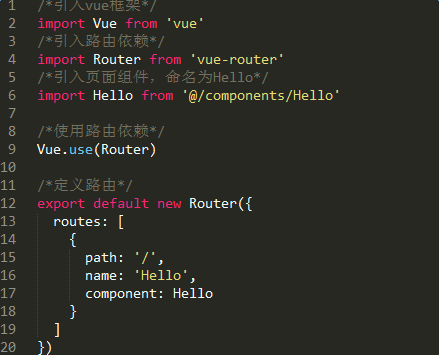 1 /*引入vue框架*/
2 import Vue from 'vue'
3 /*引入路由依赖*/
4 import Router from 'vue-router'
5 /*引入页面组件，命名为Hello*/
6 import Hello from '@/components/Hello'
7
8 /*使用路由依赖*/
9 Vue.use(Router)
10
11 /*定义路由*/
12 export default new Router({
13   routes: [
14     {
15       path: '/',
16       name: 'Hello',
17       component: Hello
18     }
19   ]
20 })